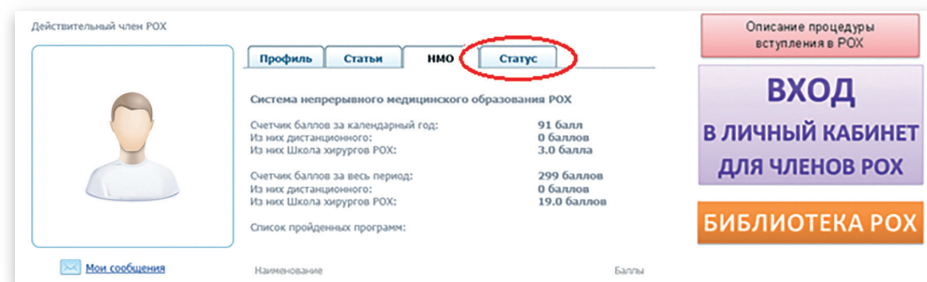 Действительный член РОХ
Профиль Статьи НМО Статус
Система непрерывного медицинского образования РОХ
Счетчик баллов за календарный год: 91 балл
Из них дистанционного: 0 баллов
Из них Школа хирургов РОХ: 3.0 балла
Счетчик баллов за весь период: 299 баллов
Из них дистанционного: 0 баллов
Из них Школа хирургов РОХ: 19.0 баллов
Список пройденных программ:
Мои сообщения
Наименование Баллы
Описание процедуры
вступления в РОХ
ВХОД
В ЛИЧНЫЙ КАБИНЕТ
ДЛЯ ЧЛЕНОВ РОХ
БИБЛИОТЕКА РОХ